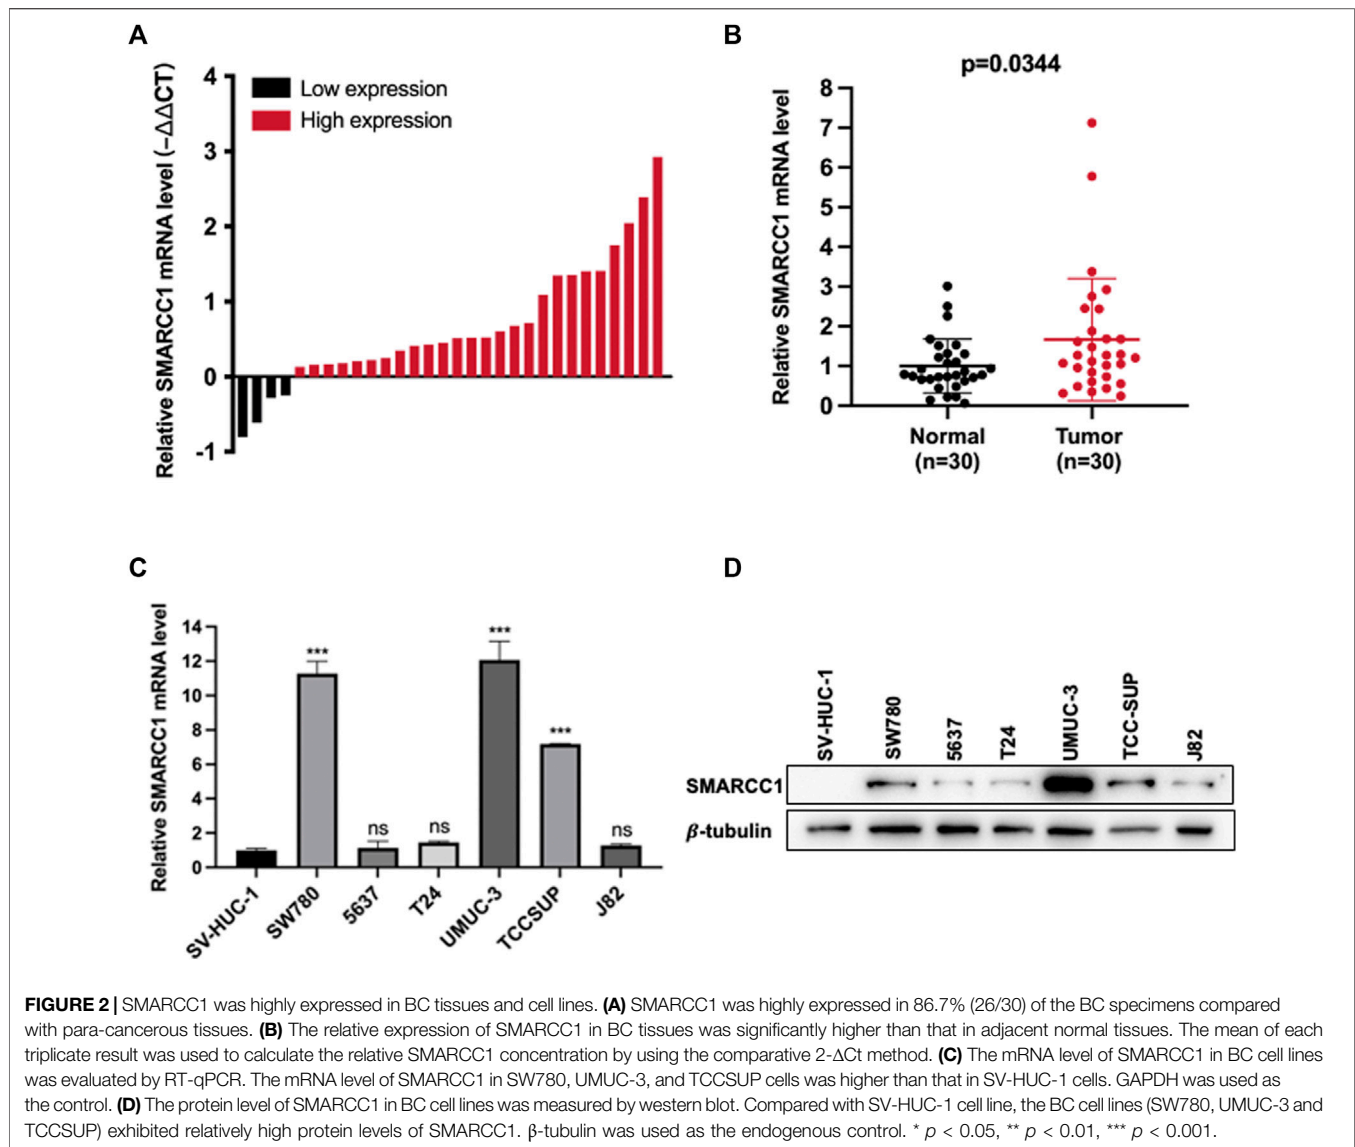 A
Relative SMARCC1 mRNA level (−ΔΔCT)
4
3
2
1
0
-1
Low expression
High expression
B
p=0.0344
Relative SMARCC1 mRNA level
8
7
6
5
4
3
2
1
0
Normal
(n=30)
Tumor
(n=30)
C
Relative SMARCC1 mRNA level
14
12
10
8
6
4
2
0
***
ns
ns
***
***
ns
SV-HUC-1
SW780
5637
T24
UMUC-3
TCCSUP
J82
D
SV-HUC-1
SW780
5637
T24
UMUC-3
TCC-SUP
J82
SMARCC1
β-tubulin
FIGURE 2 | SMARCC1 was highly expressed in BC tissues and cell lines. (A) SMARCC1 was highly expressed in 86.7% (26/30) of the BC specimens compared
with para-cancerous tissues. (B) The relative expression of SMARCC1 in BC tissues was significantly higher than that in adjacent normal tissues. The mean of each
triplicate result was used to calculate the relative SMARCC1 concentration by using the comparative 2-ΔCt method. (C) The mRNA level of SMARCC1 in BC cell lines
was evaluated by RT-qPCR. The mRNA level of SMARCC1 in SW780, UMUC-3, and TCCSUP cells was higher than that in SV-HUC-1 cells. GAPDH was used as
the control. (D) The protein level of SMARCC1 in BC cell lines was measured by western blot. Compared with SV-HUC-1 cell line, the BC cell lines (SW780, UMUC-3 and
TCCSUP) exhibited relatively high protein levels of SMARCC1. β-tubulin was used as the endogenous control. * p < 0.05, ** p < 0.01, *** p < 0.001.